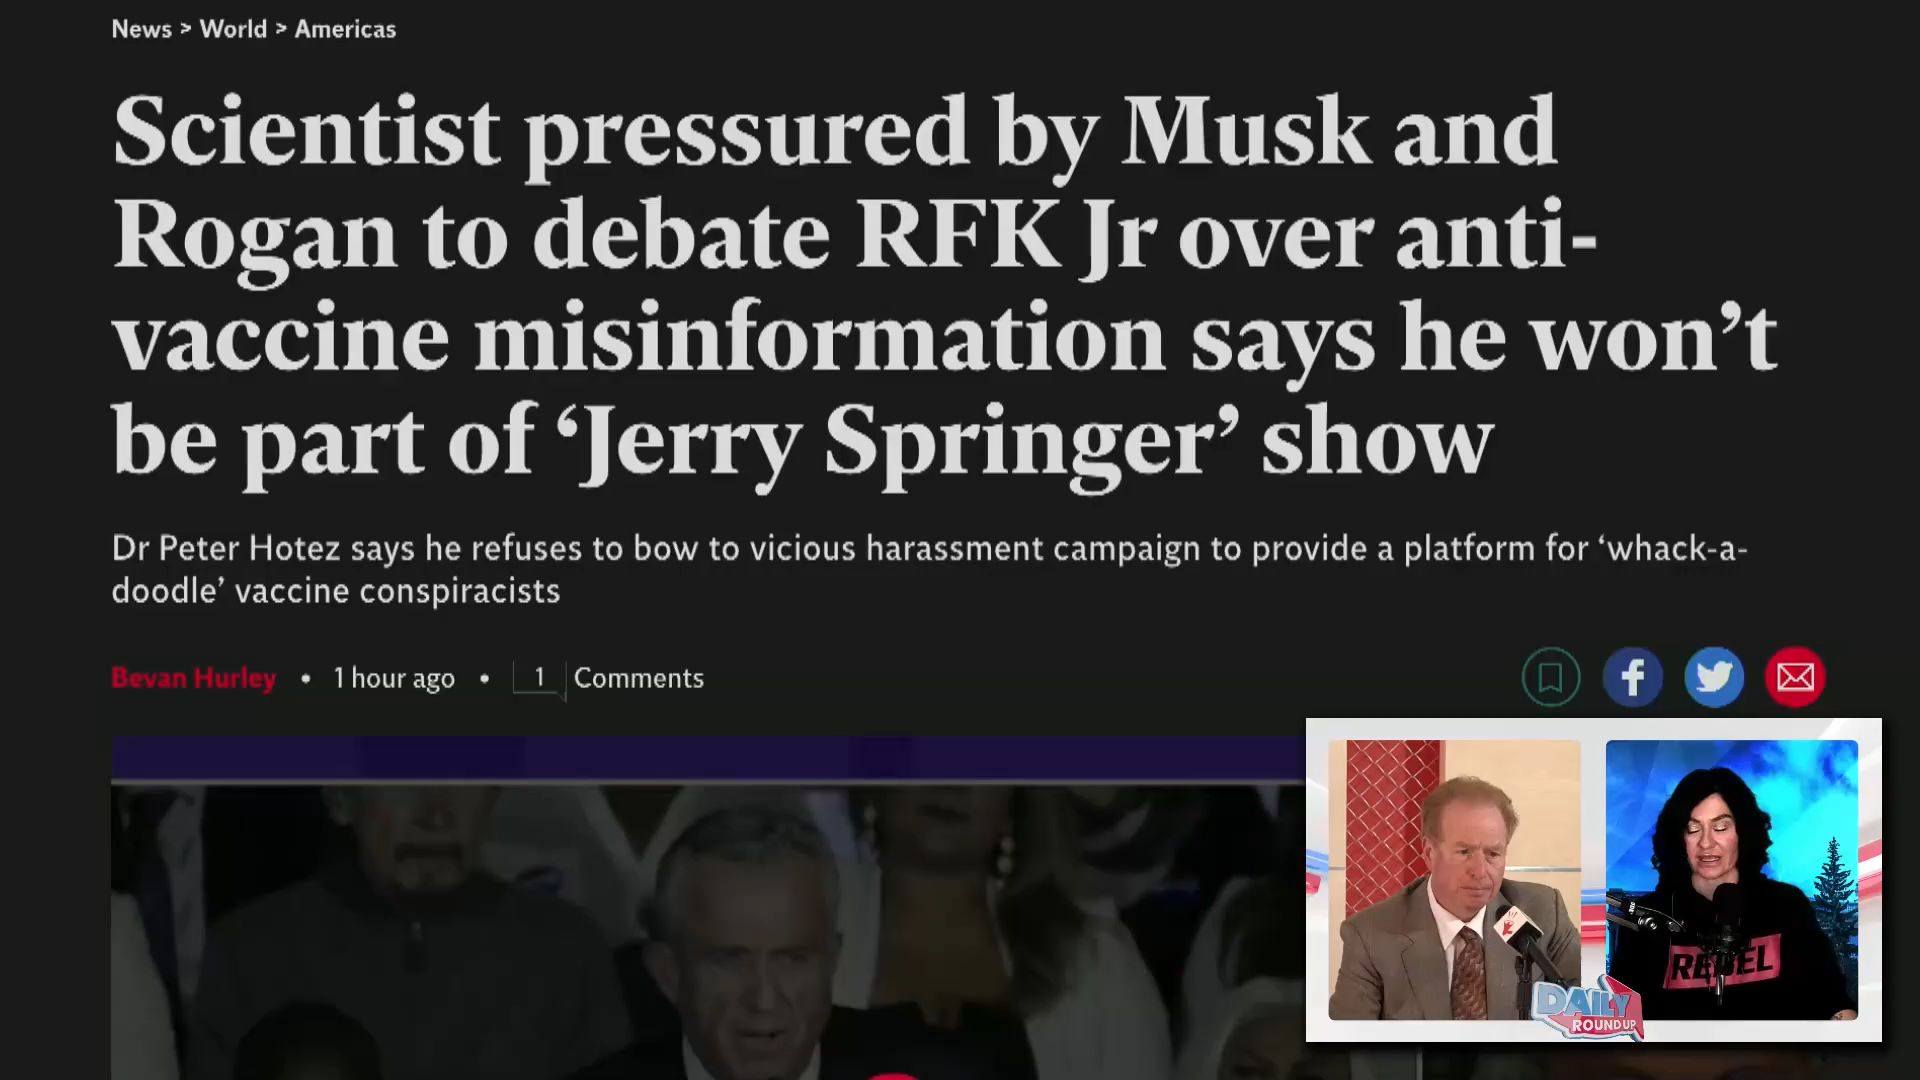 News > World > Americas
Scientist pressured by Musk and
Rogan to debate RFK Jr over anti-
vaccine misinformation says he won’t
be part of ‘Jerry Springer’ show
Dr Peter Hotez says he refuses to bow to vicious harassment campaign to provide a platform for ‘whack-a-
doodle’ vaccine conspiracists
Bevan Hurley • 1 hour ago • 1 Comments
REBEL
DAILY
ROUNDUP